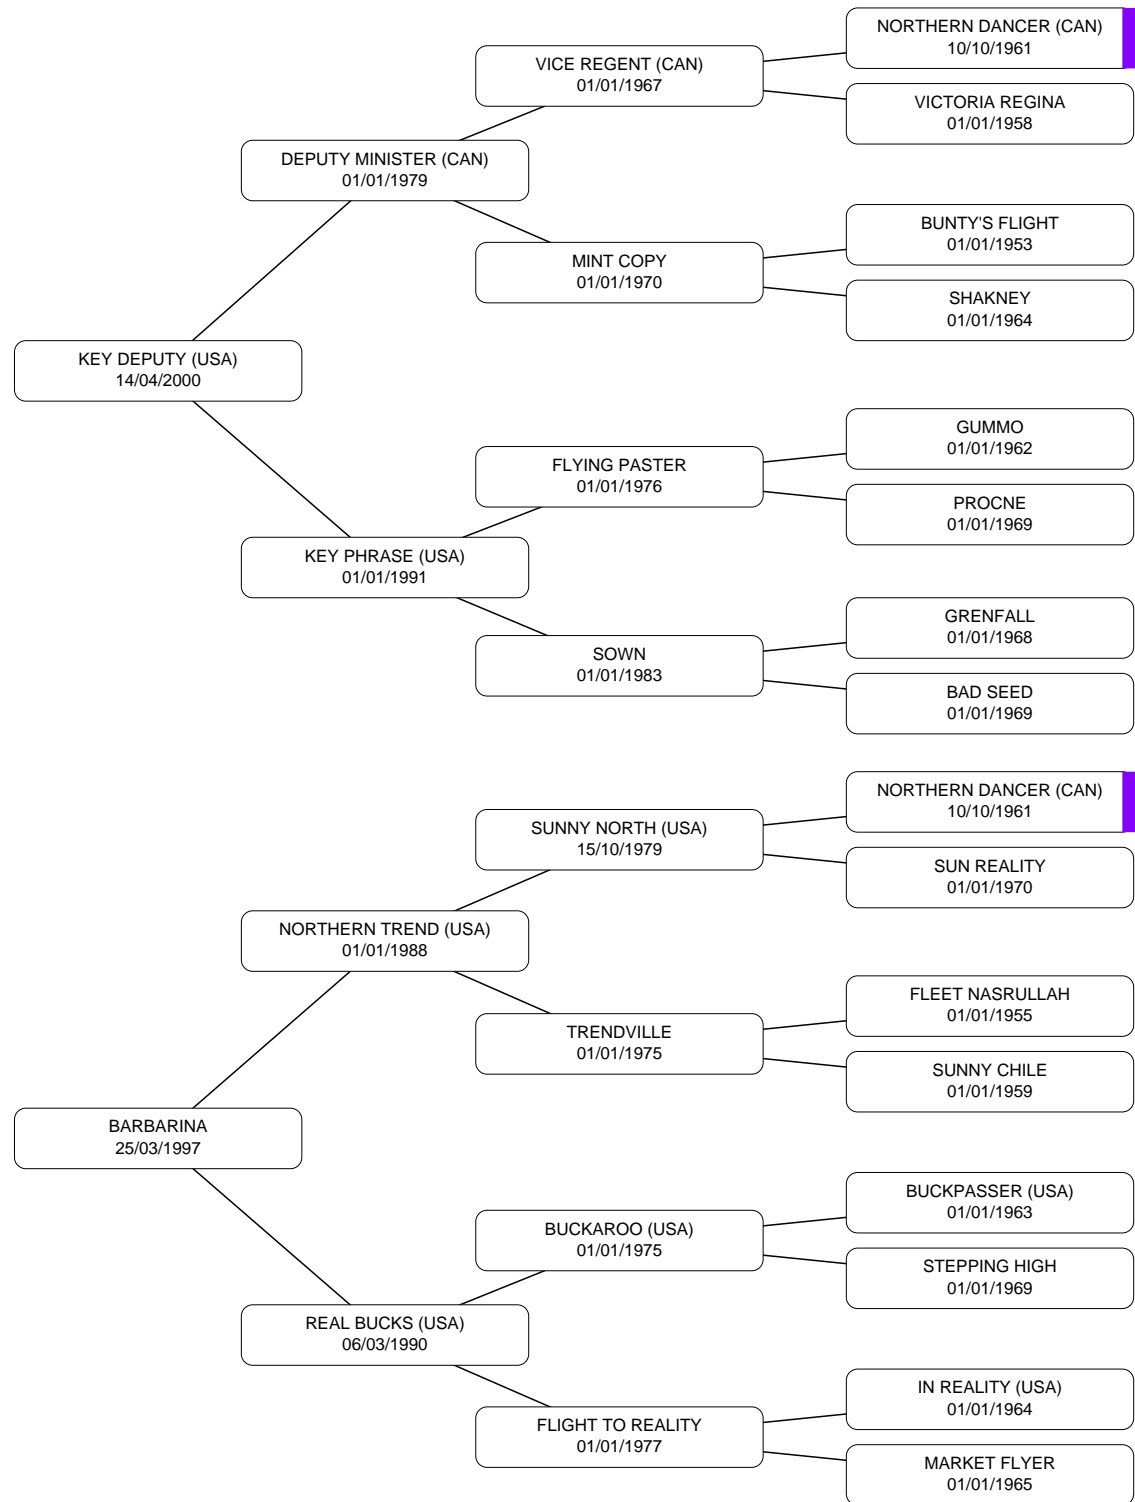 NORTHERN DANCER (CAN)
10/10/1961
VICE REGENT (CAN)
01/01/1967
VICTORIA REGINA
01/01/1958
DEPUTY MINISTER (CAN)
01/01/1979
BUNTY'S FLIGHT
01/01/1953
MINT COPY
01/01/1970
SHAKNEY
01/01/1964
KEY DEPUTY (USA)
14/04/2000
GUMMO
01/01/1962
FLYING PASTER
01/01/1976
PROCNE
01/01/1969
KEY PHRASE (USA)
01/01/1991
GRENFALL
01/01/1968
SOWN
01/01/1983
BAD SEED
01/01/1969
NORTHERN DANCER (CAN)
10/10/1961
SUNNY NORTH (USA)
15/10/1979
SUN REALITY
01/01/1970
NORTHERN TREND (USA)
01/01/1988
FLEET NASRULLAH
01/01/1955
TRENDVILLE
01/01/1975
SUNNY CHILE
01/01/1959
BARBARINA
25/03/1997
BUCKPASSER (USA)
01/01/1963
BUCKAROO (USA)
01/01/1975
STEPPING HIGH
01/01/1969
REAL BUCKS (USA)
06/03/1990
IN REALITY (USA)
01/01/1964
FLIGHT TO REALITY
01/01/1977
MARKET FLYER
01/01/1965